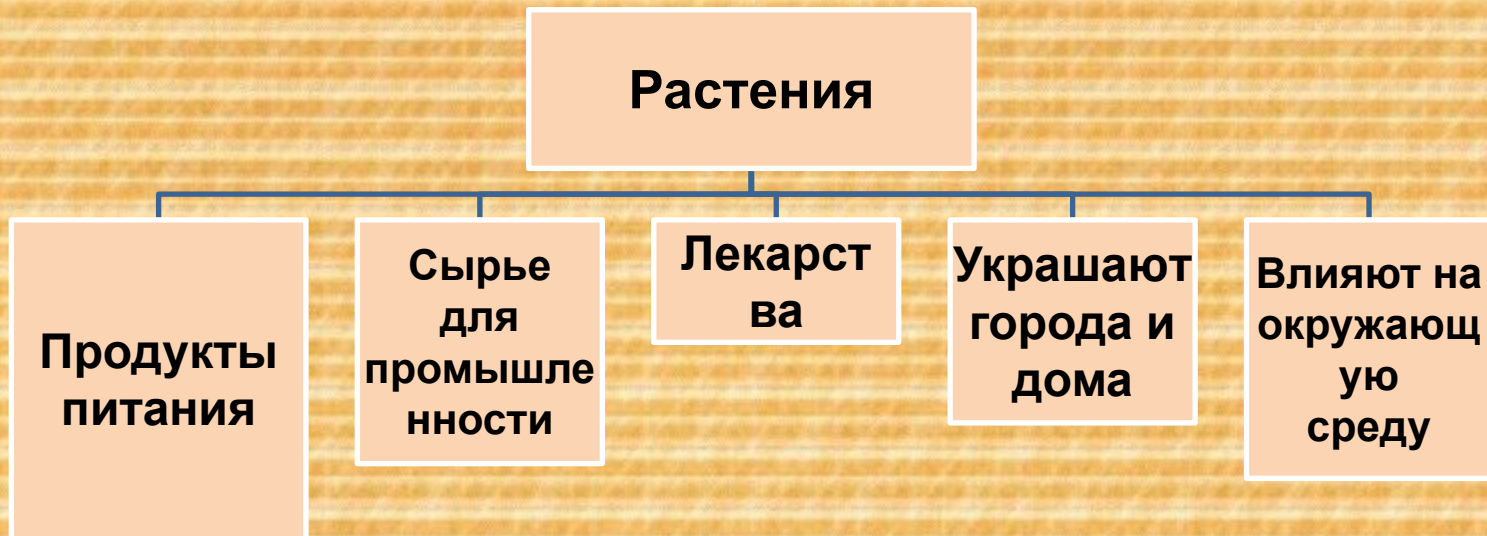 Растения
Продукты
питания
Сырье
для
промышле
нности
Лекарст
ва
Украшают
города и
дома
Влияют на
окружающ
ую
среду